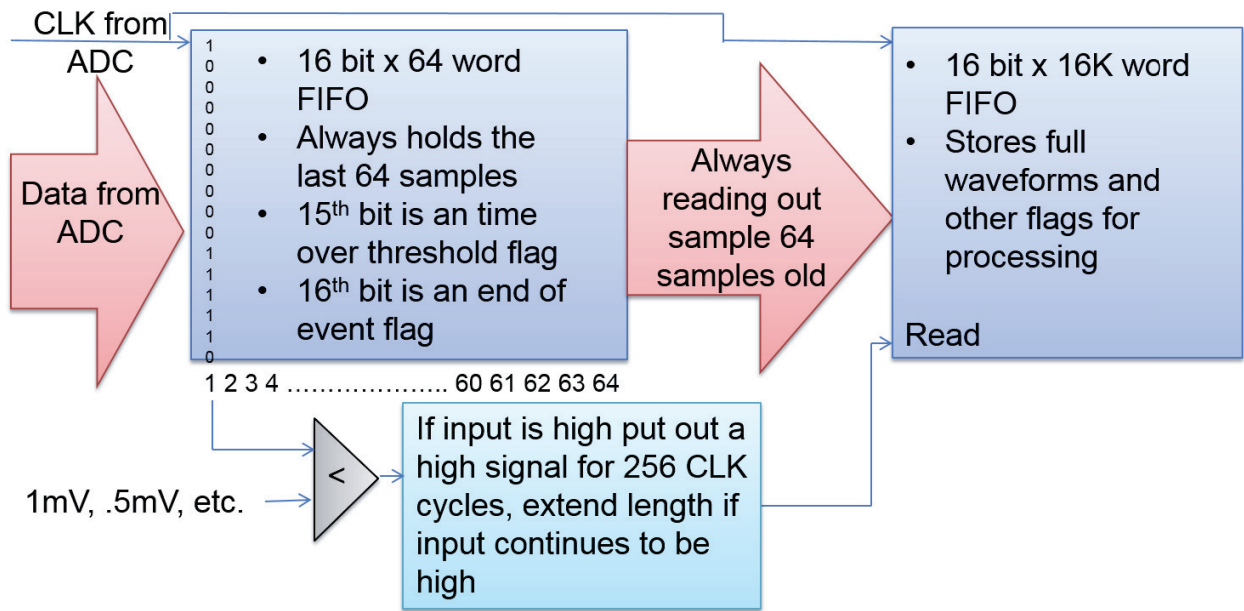 CLK from
ADC
Data from
ADC
1
0
0
0
0
0
0
0
0
0
1
1
1
1
1
0
• 16 bit x 64 word
FIFO
• Always holds the
last 64 samples
• 15th bit is an time
over threshold flag
• 16th bit is an end of
event flag
1 2 3 4 ……………….. 60 61 62 63 64
Always
reading out
sample 64
samples old
• 16 bit x 16K word
FIFO
• Stores full
waveforms and
other flags for
processing
Read
<
1mV, .5mV, etc.
If input is high put out a
high signal for 256 CLK
cycles, extend length if
input continues to be
high